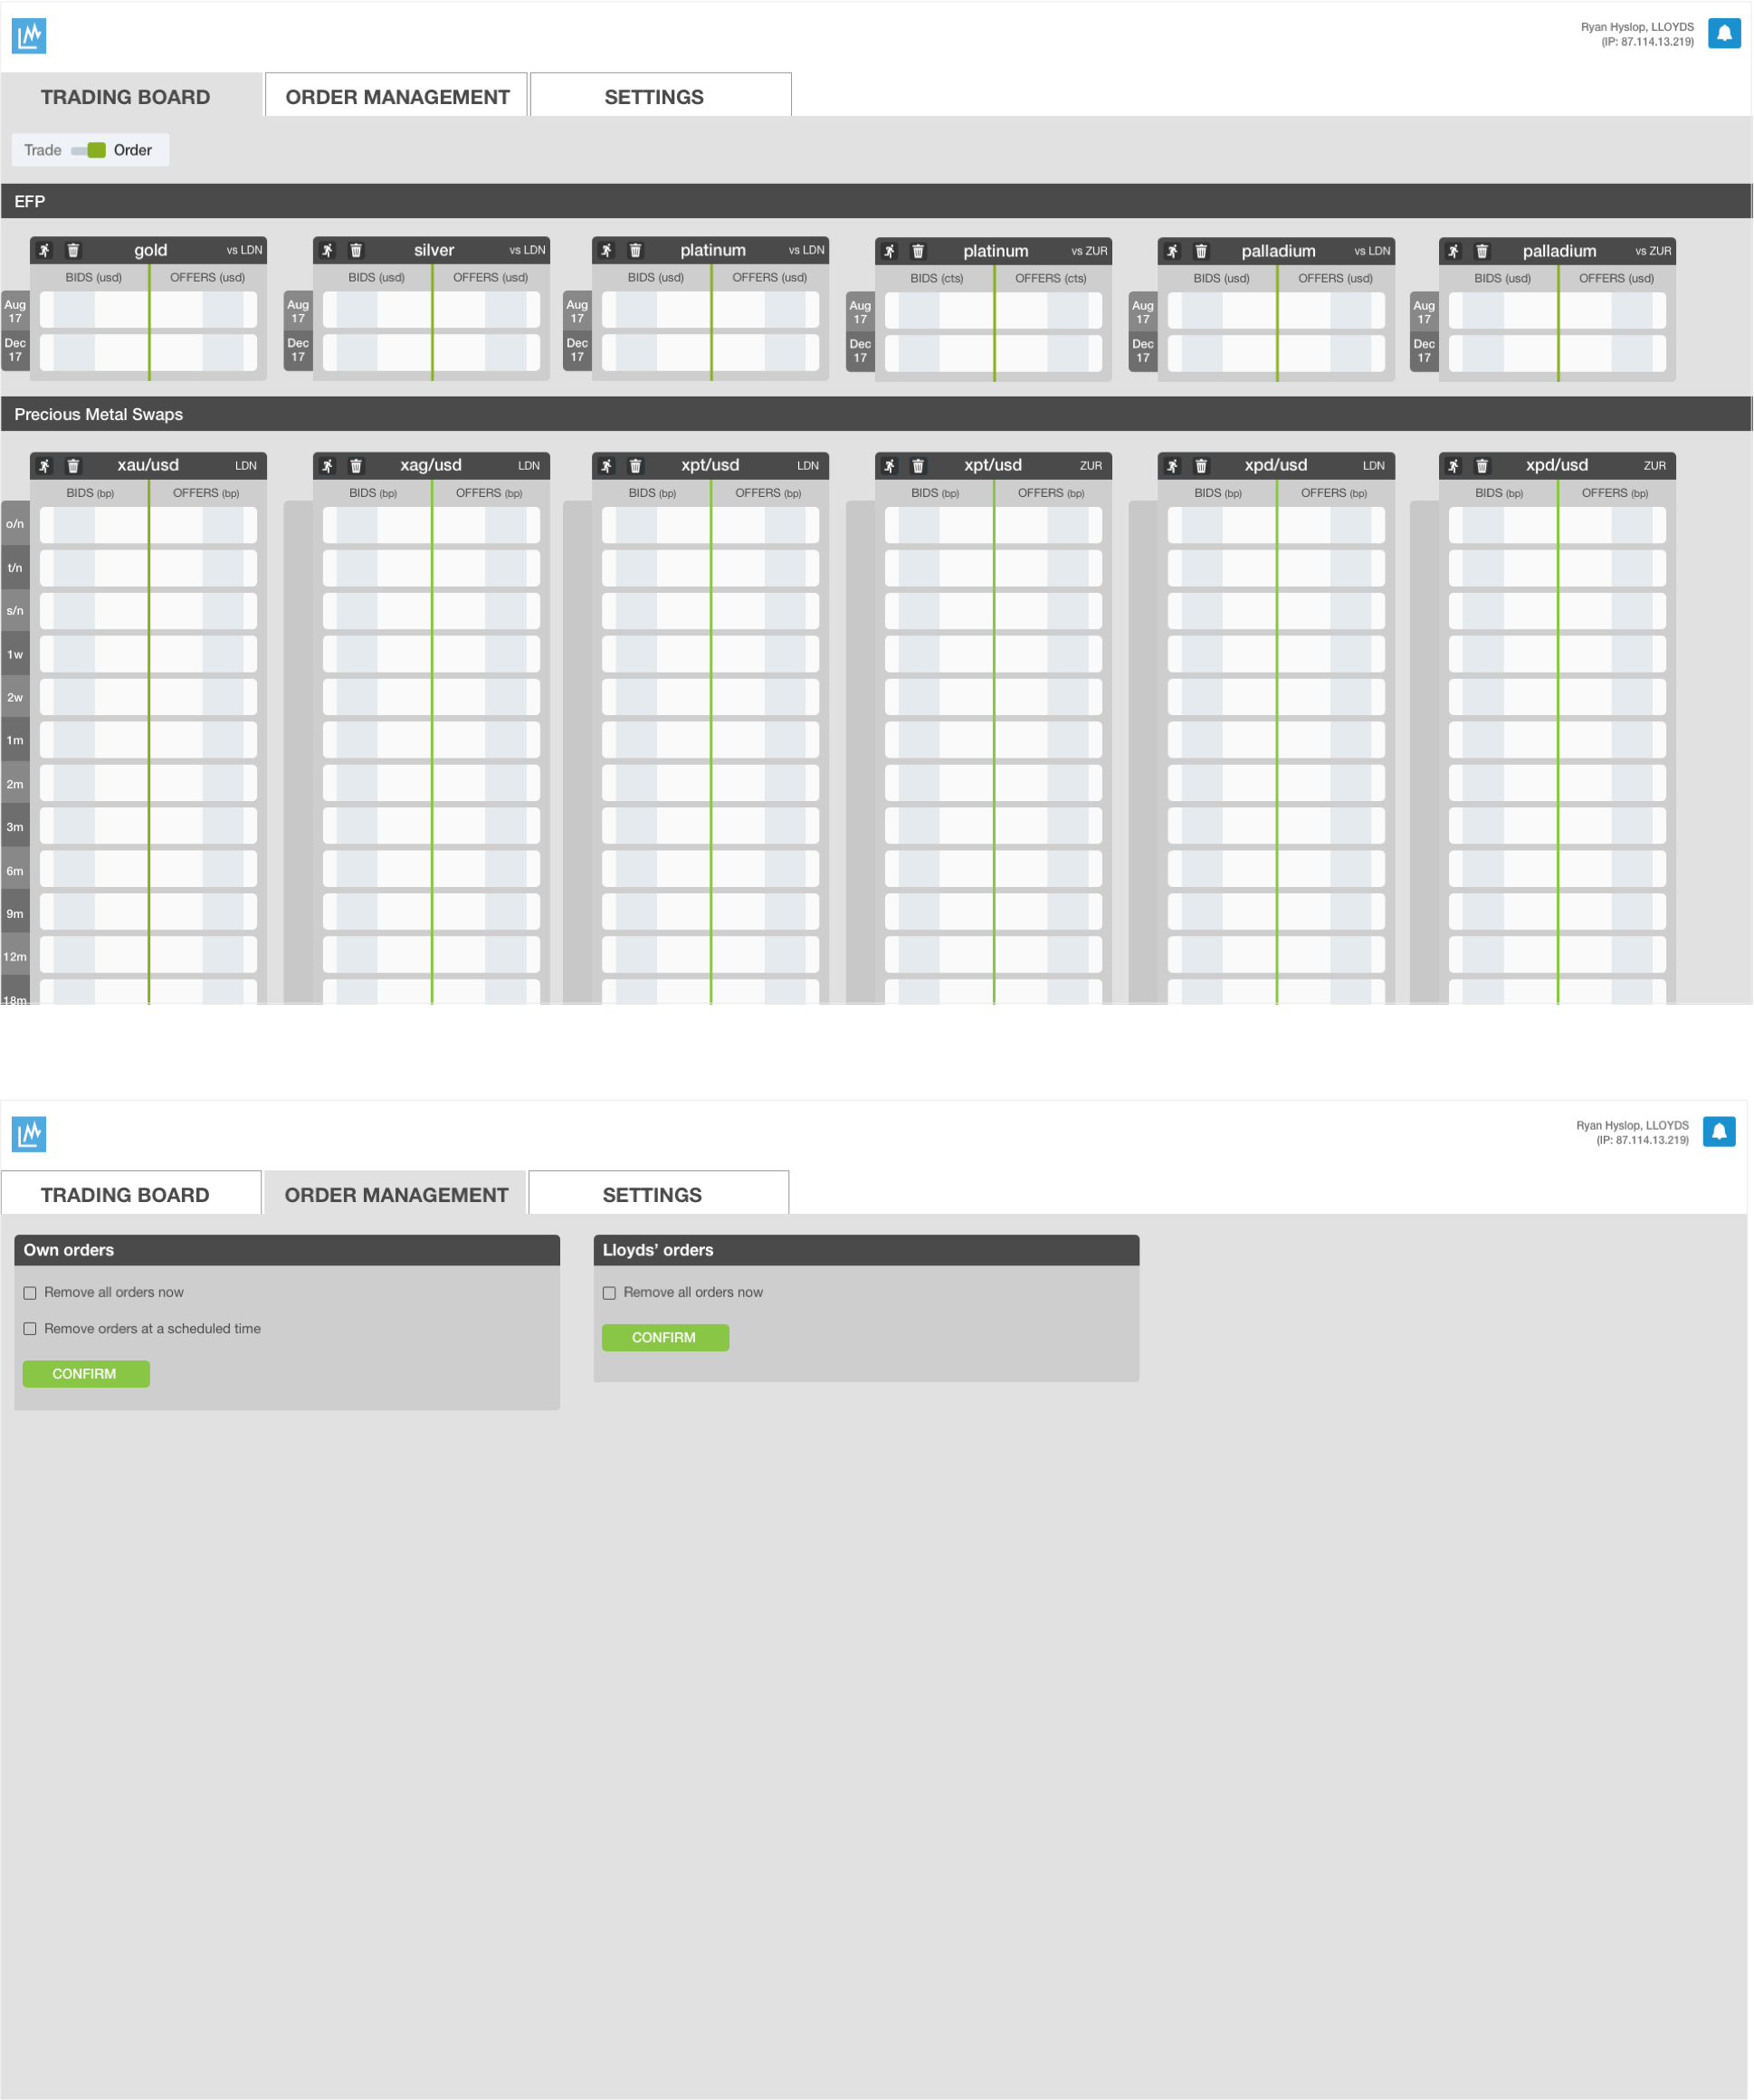 Ryan Hyslop, LLOYDS
(IP: 87.114.13.219)
TRADING BOARD
ORDER MANAGEMENT
SETTINGS
Trade
Order
EFP
gold vs LDN
silver vs LDN
platinum vs LDN
platinum vs ZUR
palladium vs LDN
palladium vs ZUR
BIDS (usd) OFFERS (usd)
BIDS (usd) OFFERS (usd)
BIDS (usd) OFFERS (usd)
BIDS (cts) OFFERS (cts)
BIDS (usd) OFFERS (usd)
BIDS (usd) OFFERS (usd)
Aug
17
Dec
17
Aug
17
Dec
17
Aug
17
Dec
17
Aug
17
Dec
17
Aug
17
Dec
17
Aug
17
Dec
17
Precious Metal Swaps
xau/usd LDN
xag/usd LDN
xpt/usd LDN
xpt/usd ZUR
xpd/usd LDN
xpd/usd ZUR
BIDS (bp) OFFERS (bp)
BIDS (bp) OFFERS (bp)
BIDS (bp) OFFERS (bp)
BIDS (bp) OFFERS (bp)
BIDS (bp) OFFERS (bp)
BIDS (bp) OFFERS (bp)
o/n
t/n
s/n
1w
2w
1m
2m
3m
6m
9m
12m
18m
Ryan Hyslop, LLOYDS
(IP: 87.114.13.219)
TRADING BOARD
ORDER MANAGEMENT
SETTINGS
Own orders
Remove all orders now
Remove orders at a scheduled time
CONFIRM
Lloyds’ orders
Remove all orders now
CONFIRM